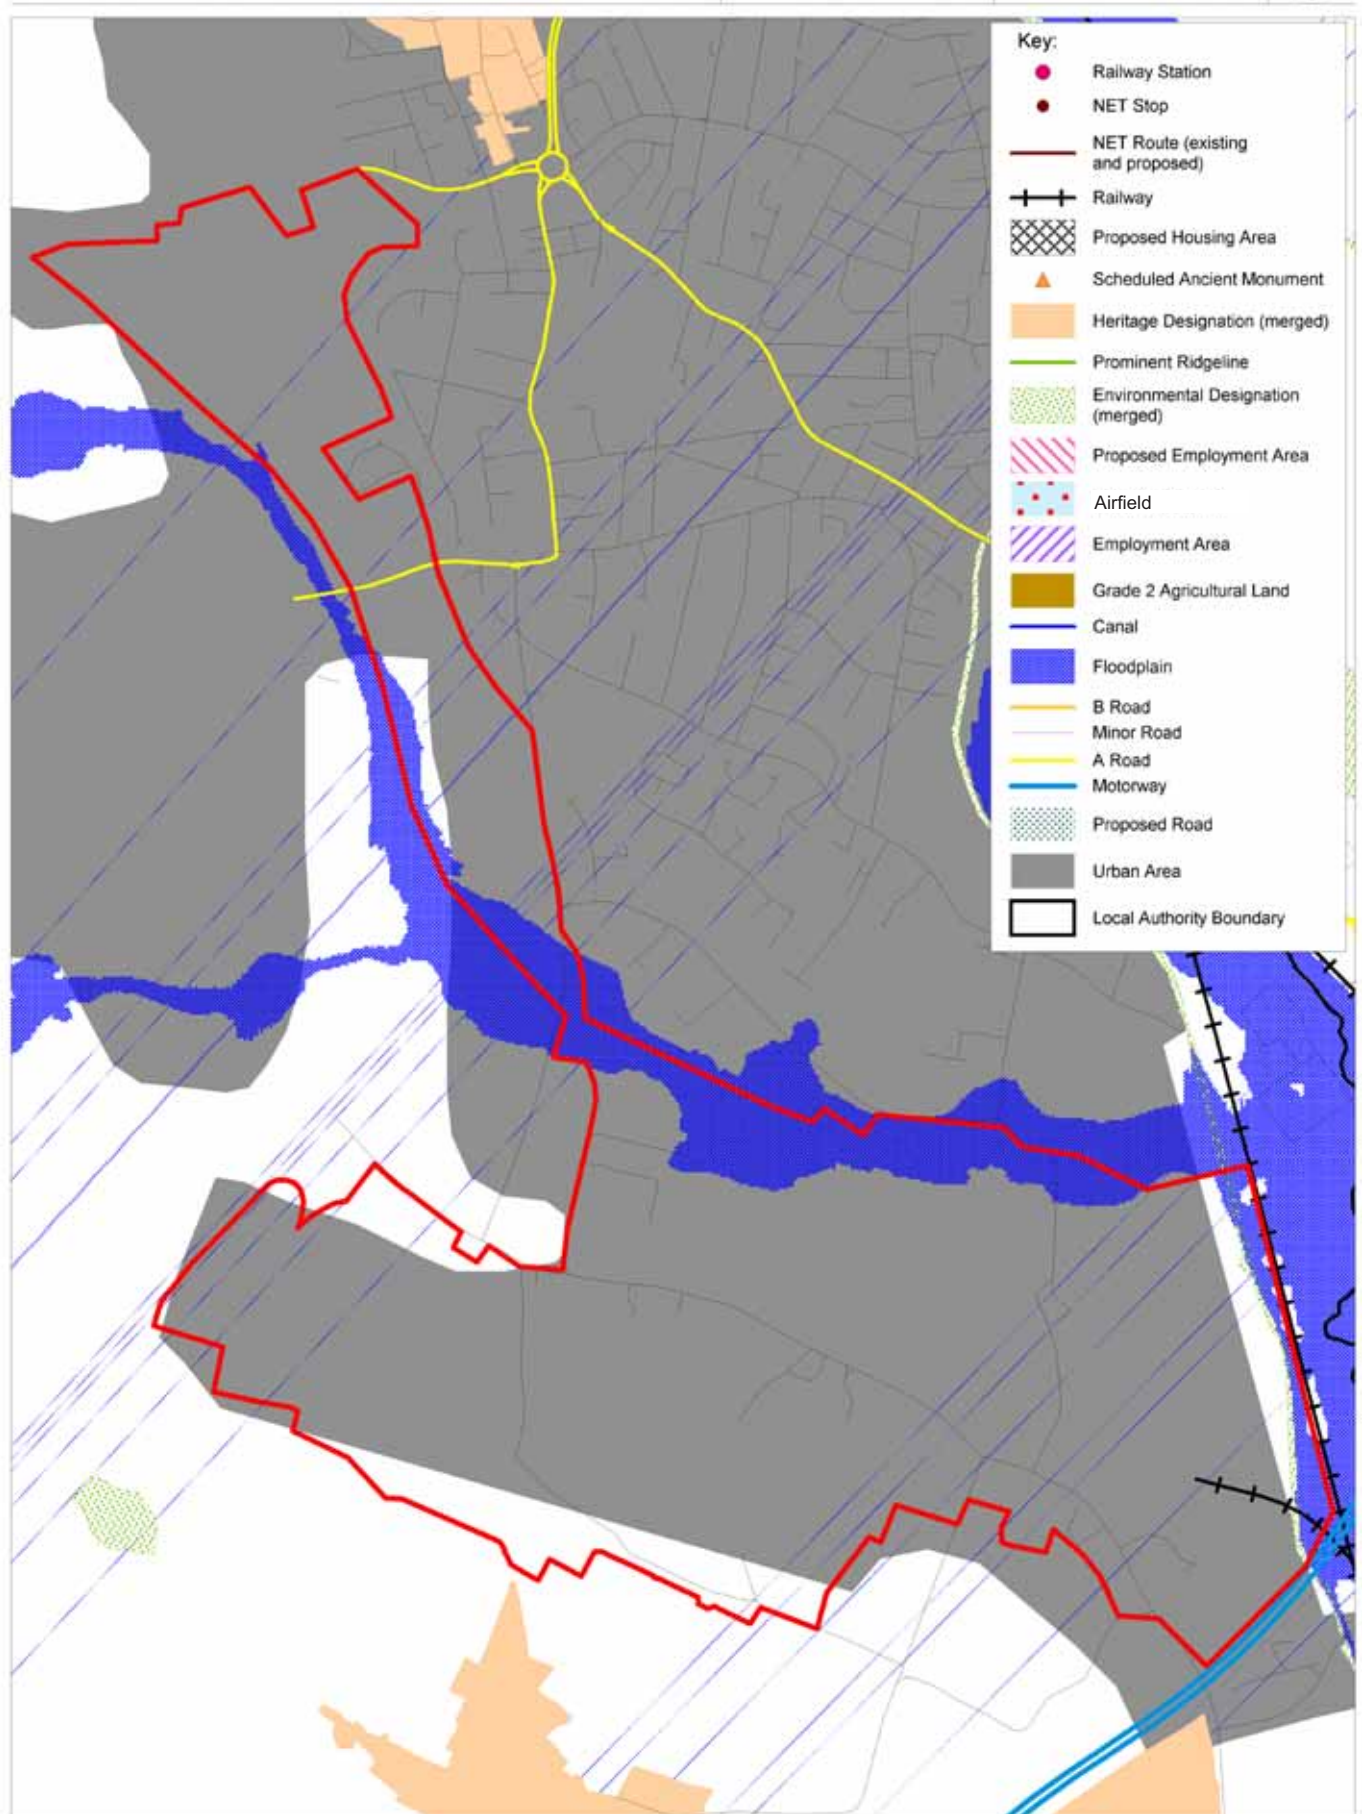 Key:
Railway Station
NET Stop
NET Route (existing
and proposed)
Railway
Proposed Housing Area
Scheduled Ancient Monument
Heritage Designation (merged)
Prominent Ridgeline
Environmental Designation
(merged)
Proposed Employment Area
Airfield
Employment Area
Grade 2 Agricultural Land
Canal
Floodplain
B Road
Minor Road
A Road
Motorway
Proposed Road
Urban Area
Local Authority Boundary